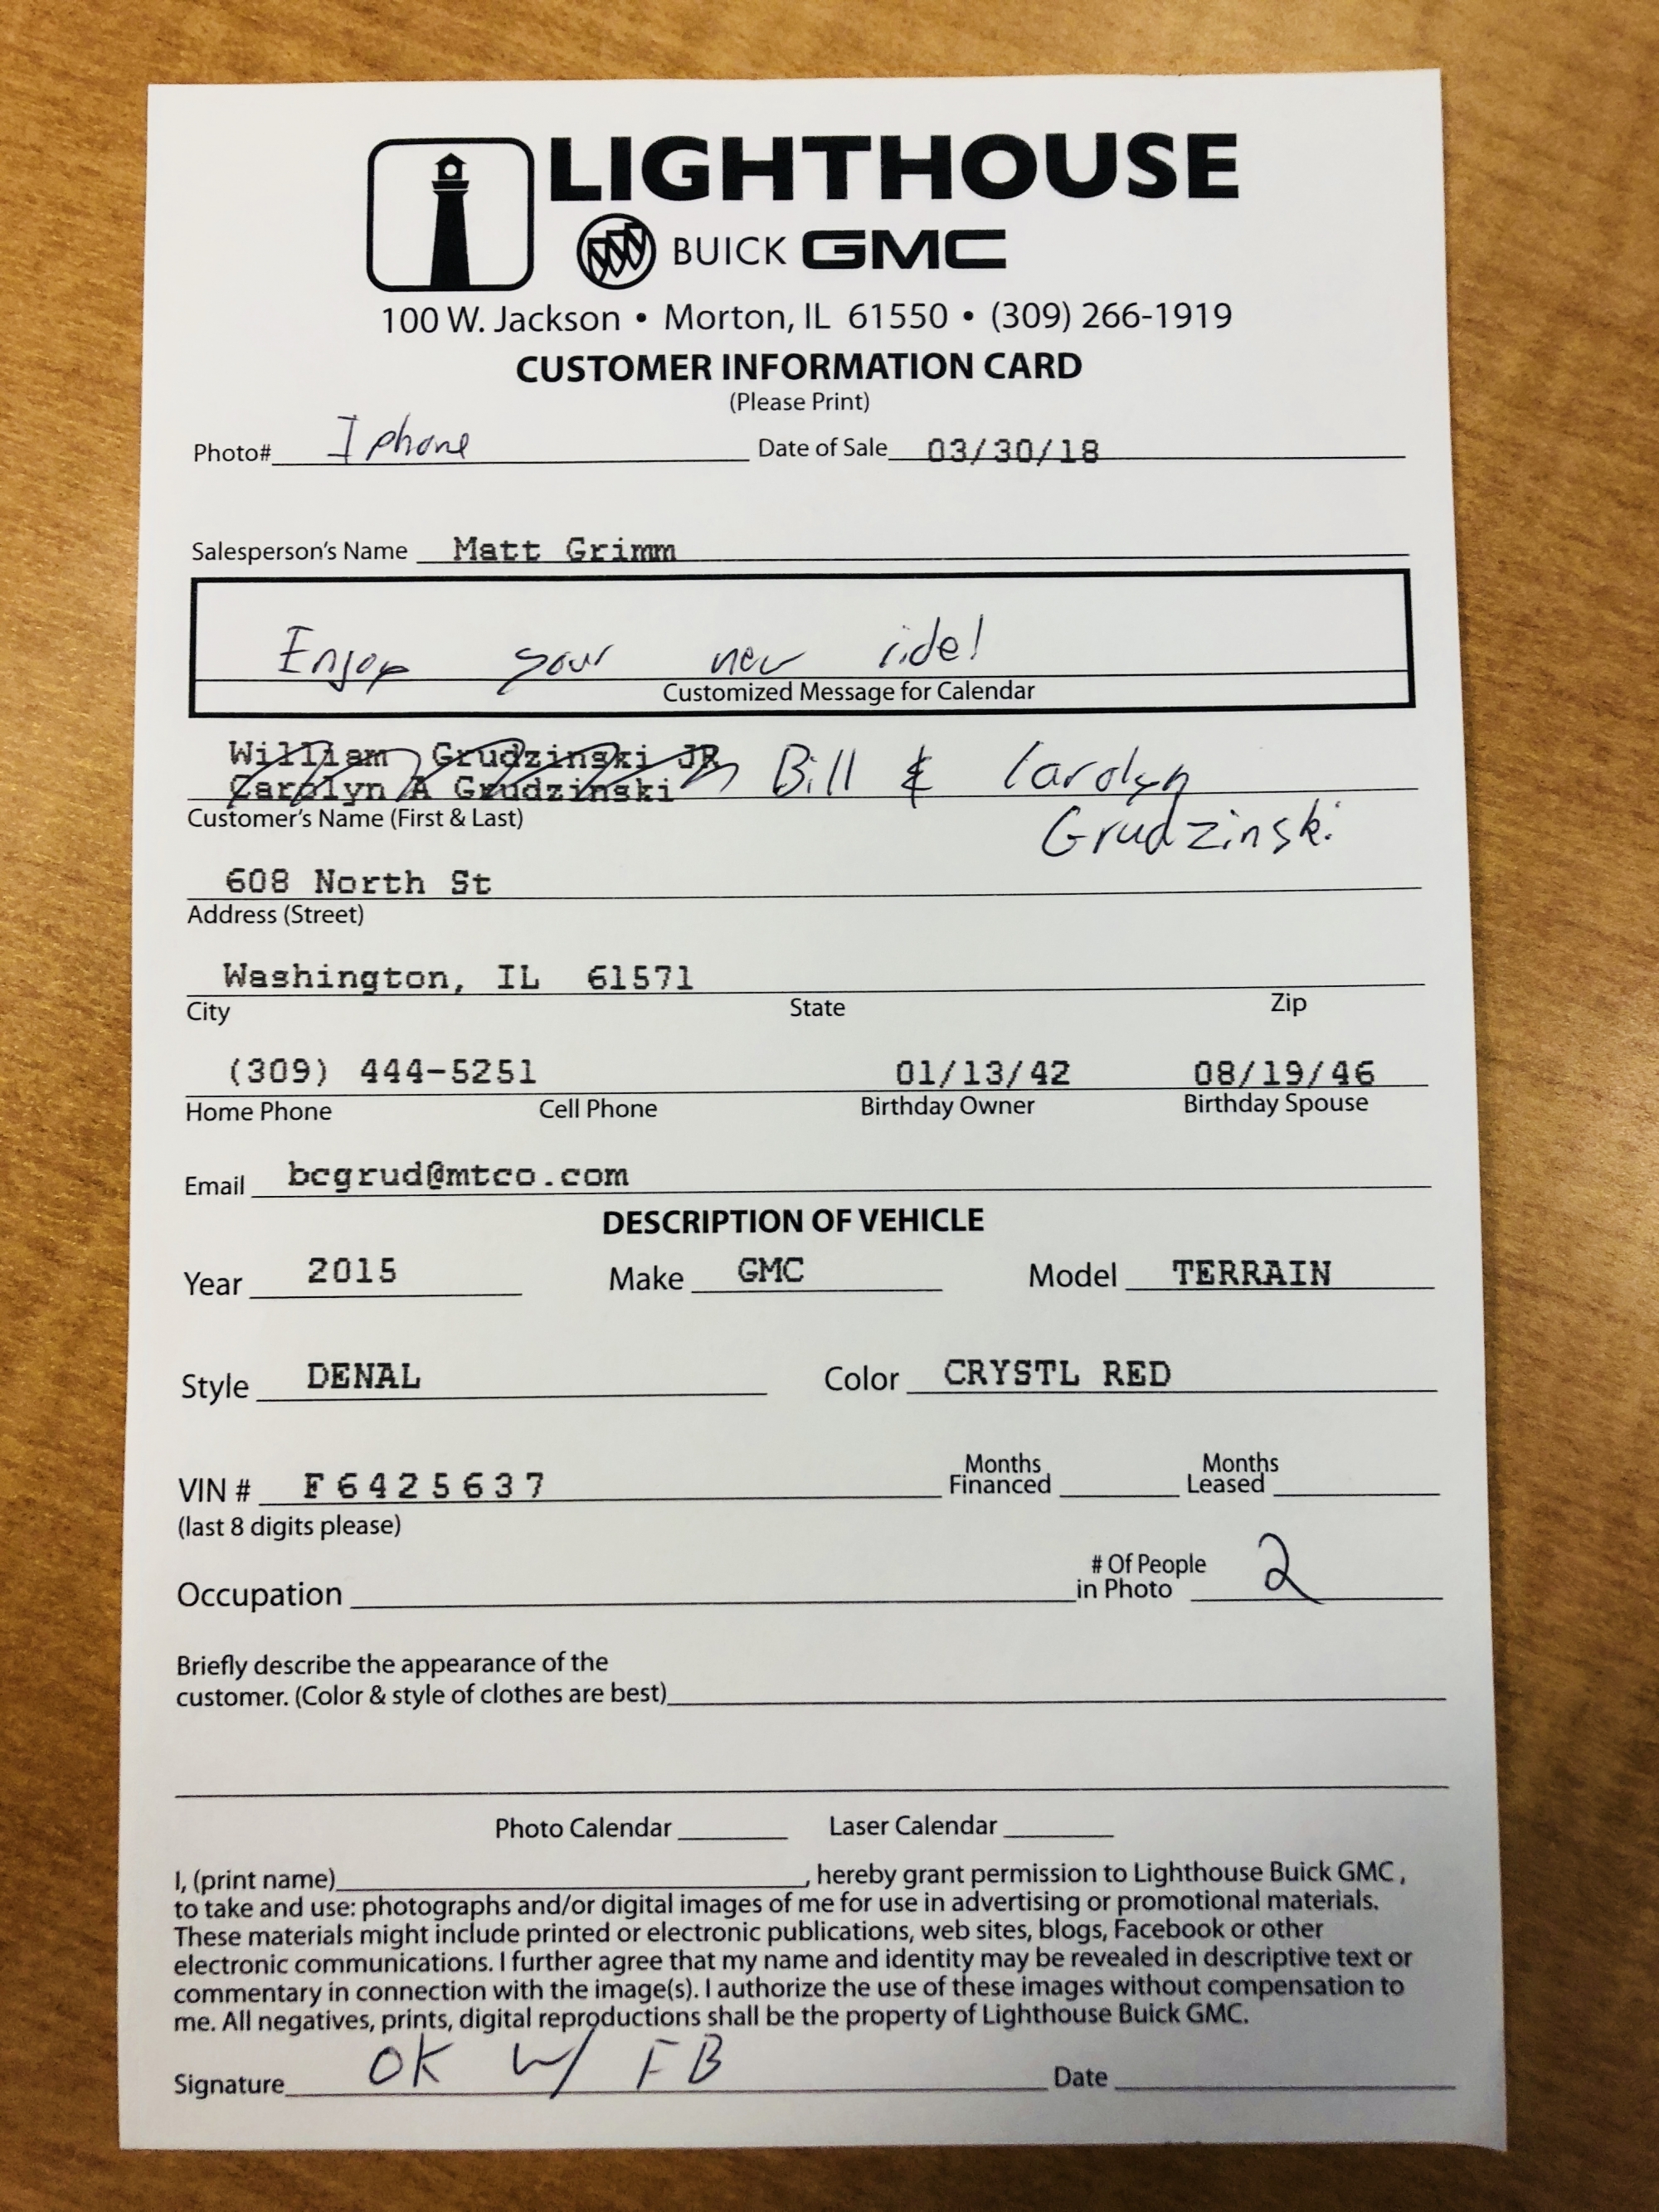 LIGHTHOUSE
BUICK GMC
100 W. Jackson • Morton, IL 61550 • (309) 266-1919
CUSTOMER INFORMATION CARD
(Please Print)
Photo# I phone Date of Sale 03/30/18
Salesperson's Name Matt Grimm
Enjoy your new ride!
Customized Message for Calendar
William Grudzinski JR
Carolyn A Grudzinski Bill & Carolyn
Grudzinski
Customer's Name (First & Last)
608 North St
Address (Street)
Washington, IL 61571
City State Zip
(309) 444-5251 01/13/42 08/19/46
Home Phone Cell Phone Birthday Owner Birthday Spouse
Email bcgrud@mtco.com
DESCRIPTION OF VEHICLE
Year 2015 Make GMC Model TERRAIN
Style DENAL Color CRYSTL RED
Months Months
VIN # F6425637 Financed Leased
(last 8 digits please)
# Of People
Occupation in Photo 2
Briefly describe the appearance of the
customer. (Color & style of clothes are best)
Photo Calendar Laser Calendar
I, (print name) , hereby grant permission to Lighthouse Buick GMC ,
to take and use: photographs and/or digital images of me for use in advertising or promotional materials.
These materials might include printed or electronic publications, web sites, blogs, Facebook or other
electronic communications. I further agree that my name and identity may be revealed in descriptive text or
commentary in connection with the image(s). I authorize the use of these images without compensation to
me. All negatives, prints, digital reproductions shall be the property of Lighthouse Buick GMC.
Signature OK W/ FB Date